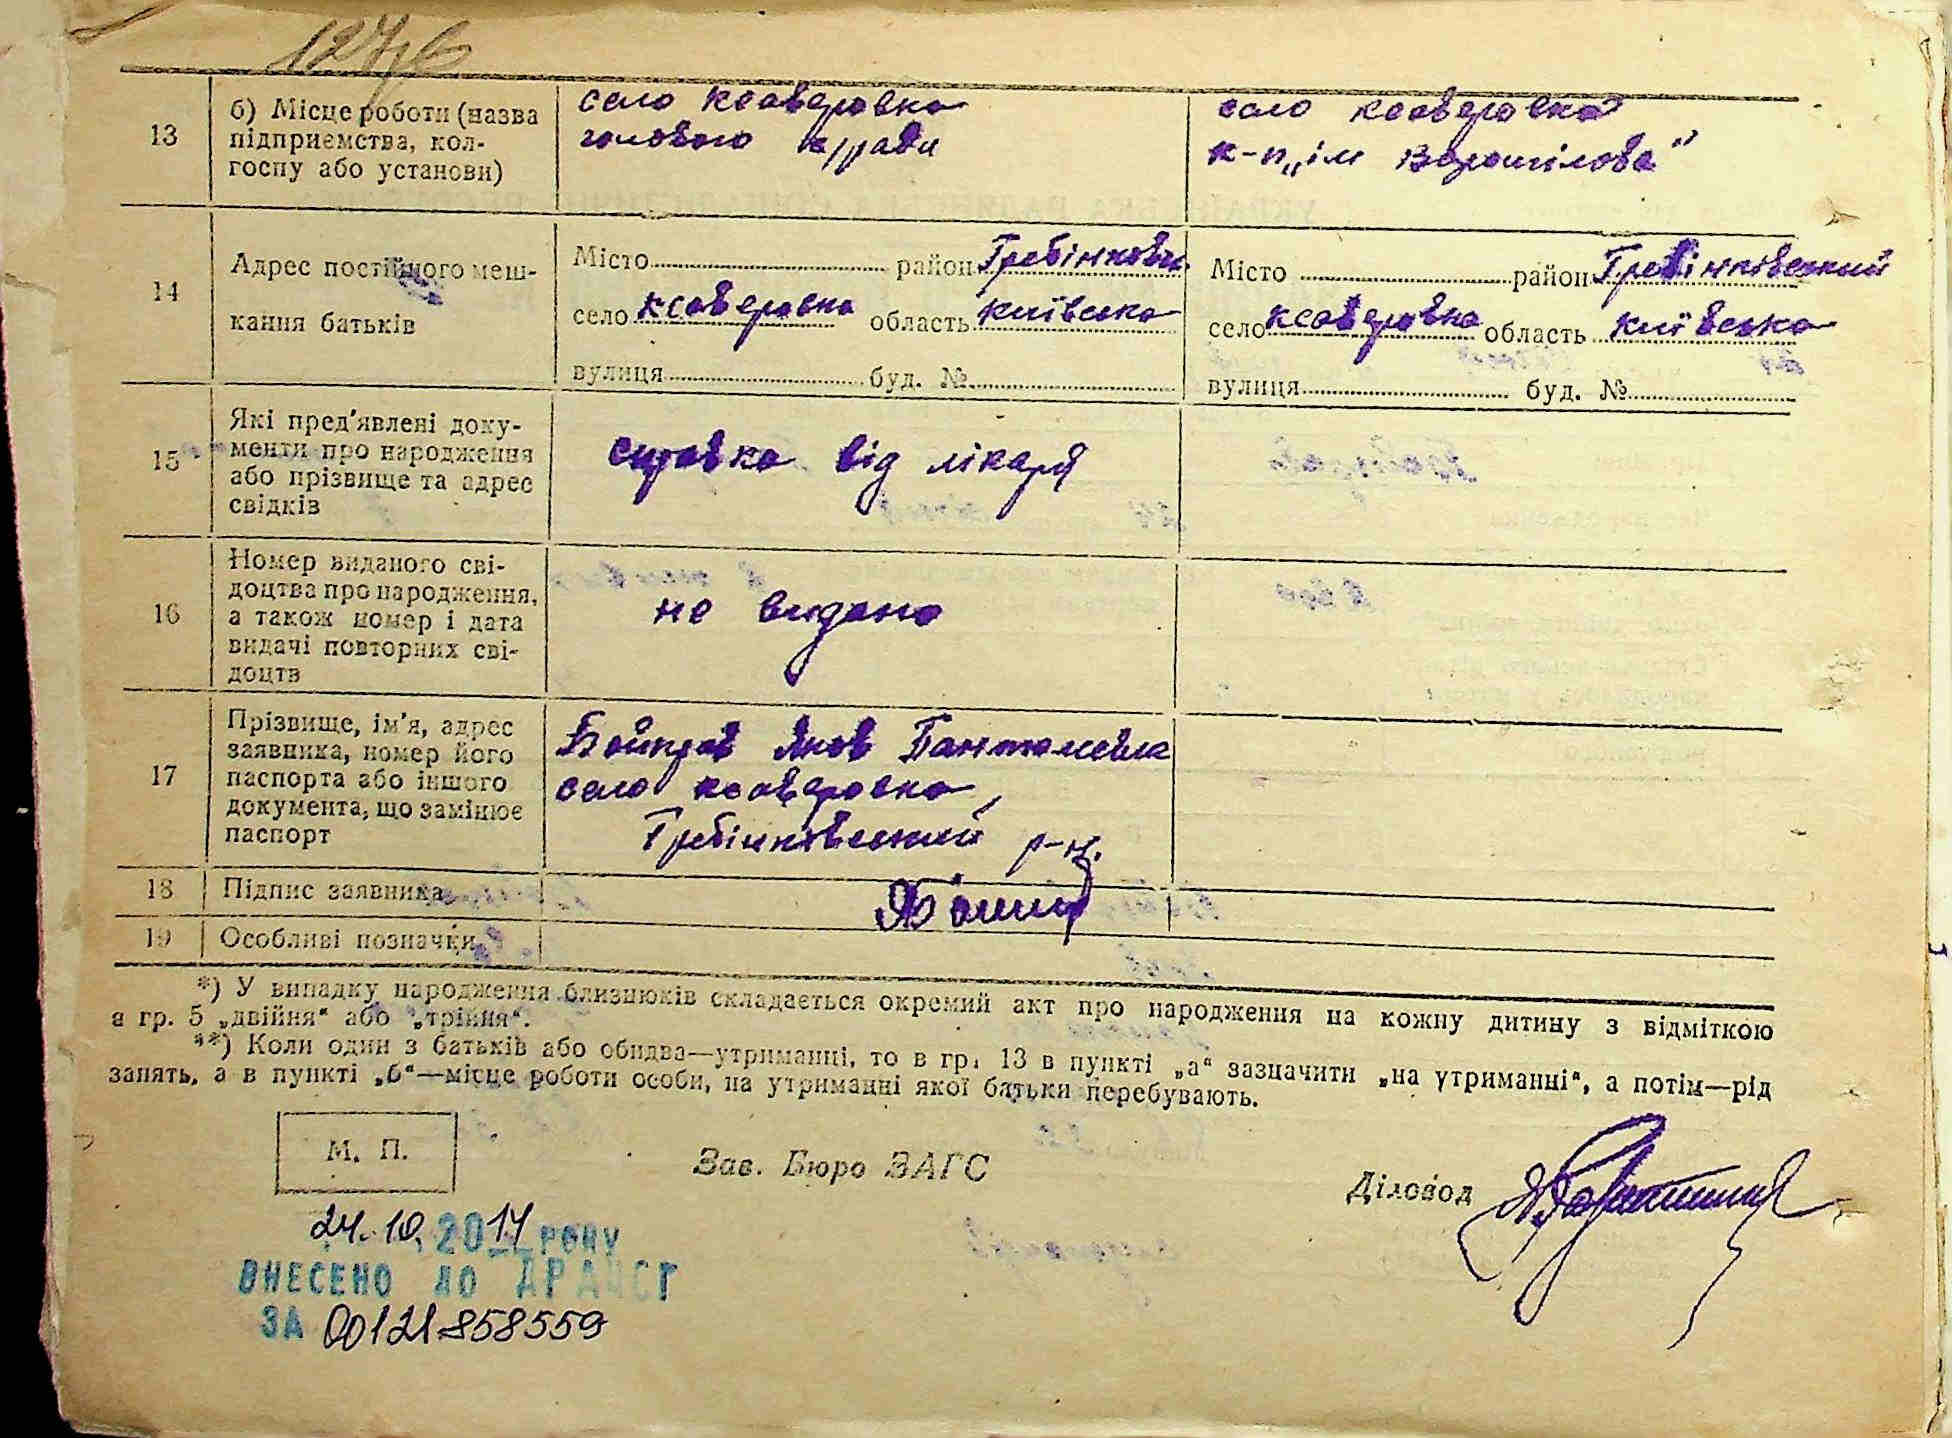 13
б) Місце роботи (назва
підприємства, кол-
госпу або установи)
село Ксаверовка
головою с/ради
село Ксаверовка
к-п „ім Ворошілова"
14
Адрес постійного меш-
кання батьків
Місто район Гребінковськ.
село Ксаверовка область київська
вулиця буд. №
Місто район Гребінківський
село Ксаверовка область київська
вулиця буд. №
15
Які пред'явлені доку-
менти про народження
або прізвище та адрес
свідків
справка від лікаря
16
Номер виданого сві-
доцтва про народження,
а також номер і дата
видачі повторних сві-
доцтв
не видано
17
Прізвище, ім'я, адрес
заявника, номер його
паспорта або іншого
документа, що замінює
паспорт
Яков
село Ксаверовка,
Гребінковський р-н.
18
Підпис заявника
19
Особливі позначки
*) У випадку народження близнюків складається окремий акт про народження на кожну дитину з відміткою
в гр. 5 „двійня“ або „трійня“.
**) Коли один з батьків або обидва—утриманні, то в гр. 13 в пункті „а“ зазначити „на утриманні“, а потім—рід
занять, а в пункті „б“—місце роботи особи, на утриманні якої батьки перебувають.
М. П.
Зав. Бюро ЗАГС
Діловод
24.10.2017 року
ВНЕСЕНО ДО ДРАЦСГ
ЗА 00121858559